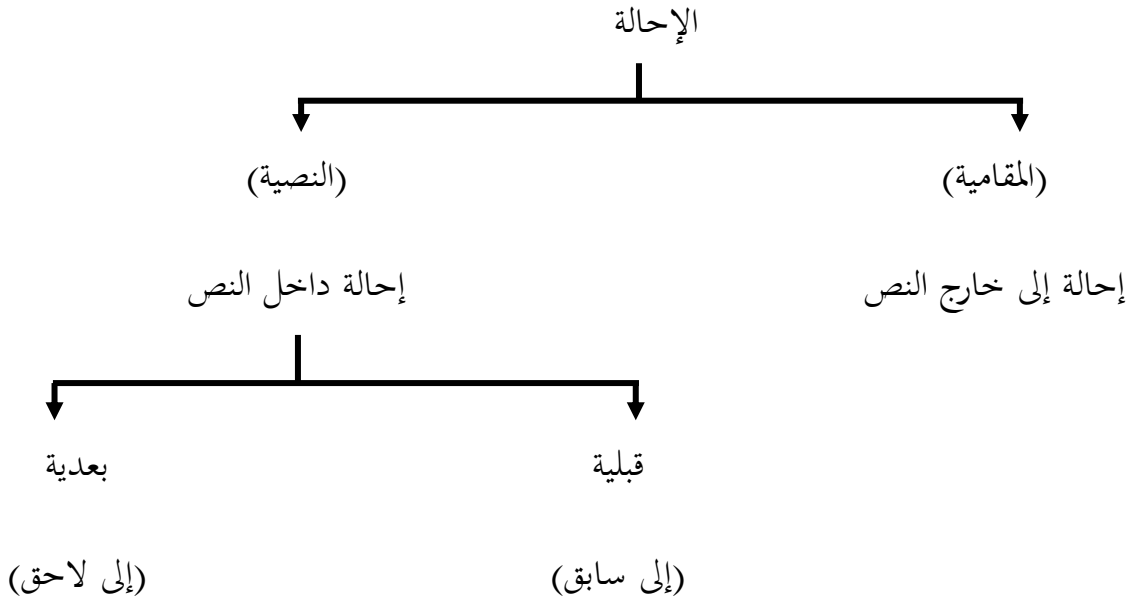 الإحالة
(المقامية)
(النصية)
إحالة إلى خارج النص
إحالة داخل النص
قبلية
بعدية
(إلى سابق)
(إلى لاحق)